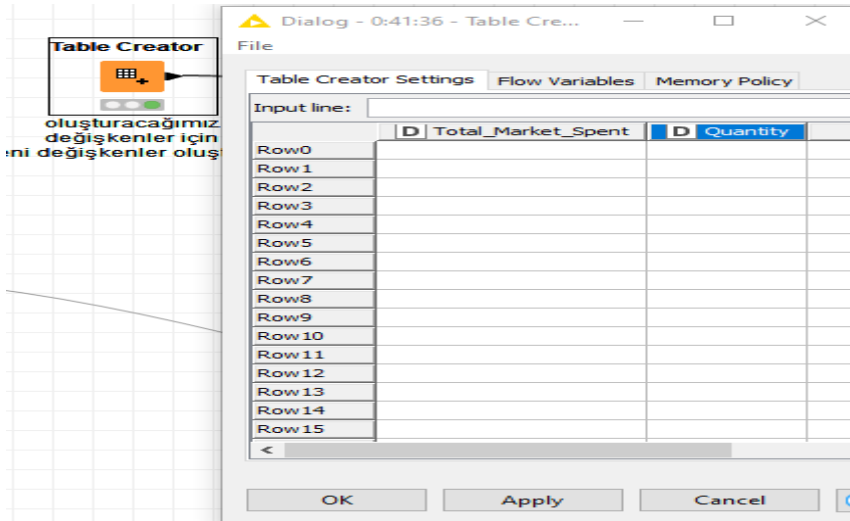 Table Creator
oluşturacağımız
değişkenler için
eni değişkenler oluş
Dialog - 0:41:36 - Table Cre...
File
Table Creator Settings Flow Variables Memory Policy
Input line:
D Total_Market_Spent D Quantity
Row0
Row1
Row2
Row3
Row4
Row5
Row6
Row7
Row8
Row9
Row10
Row11
Row12
Row13
Row14
Row15
OK Apply Cancel